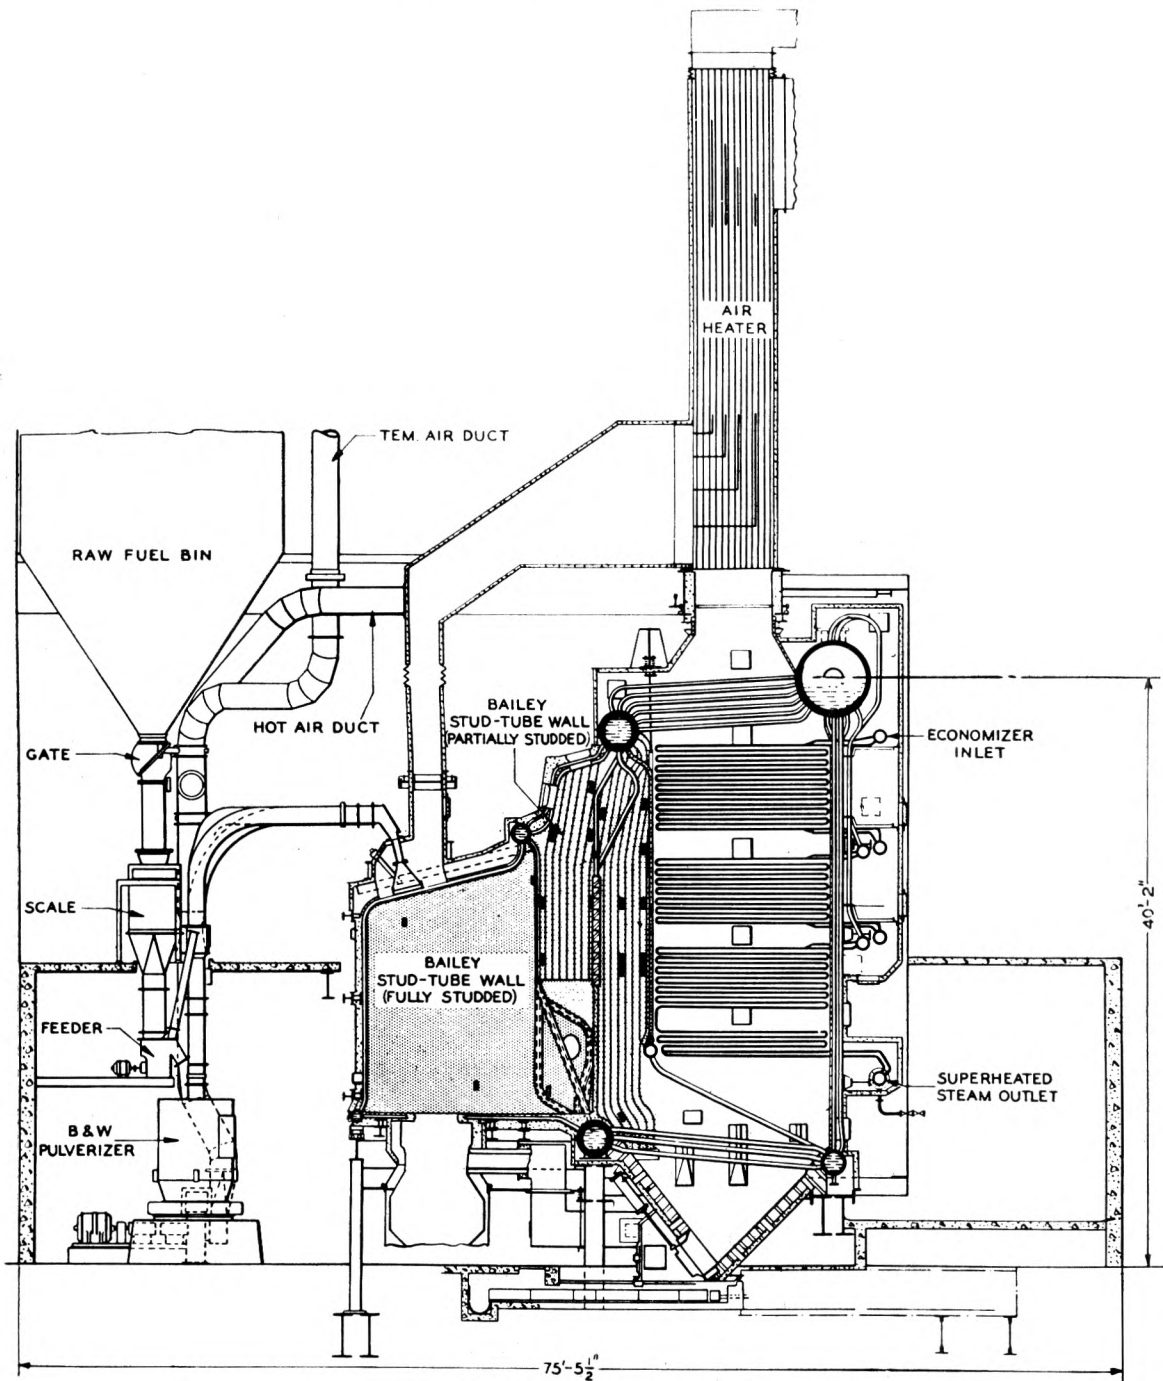 AIR
HEATER
TEM. AIR DUCT
RAW FUEL BIN
HOT AIR DUCT
BAILEY
STUD-TUBE WALL
(PARTIALLY STUDDED)
GATE
ECONOMIZER
INLET
SCALE
40'-2"
BAILEY
STUD-TUBE WALL
(FULLY STUDDED)
FEEDER
SUPERHEATED
STEAM OUTLET
B & W
PULVERIZER
75'-5½"